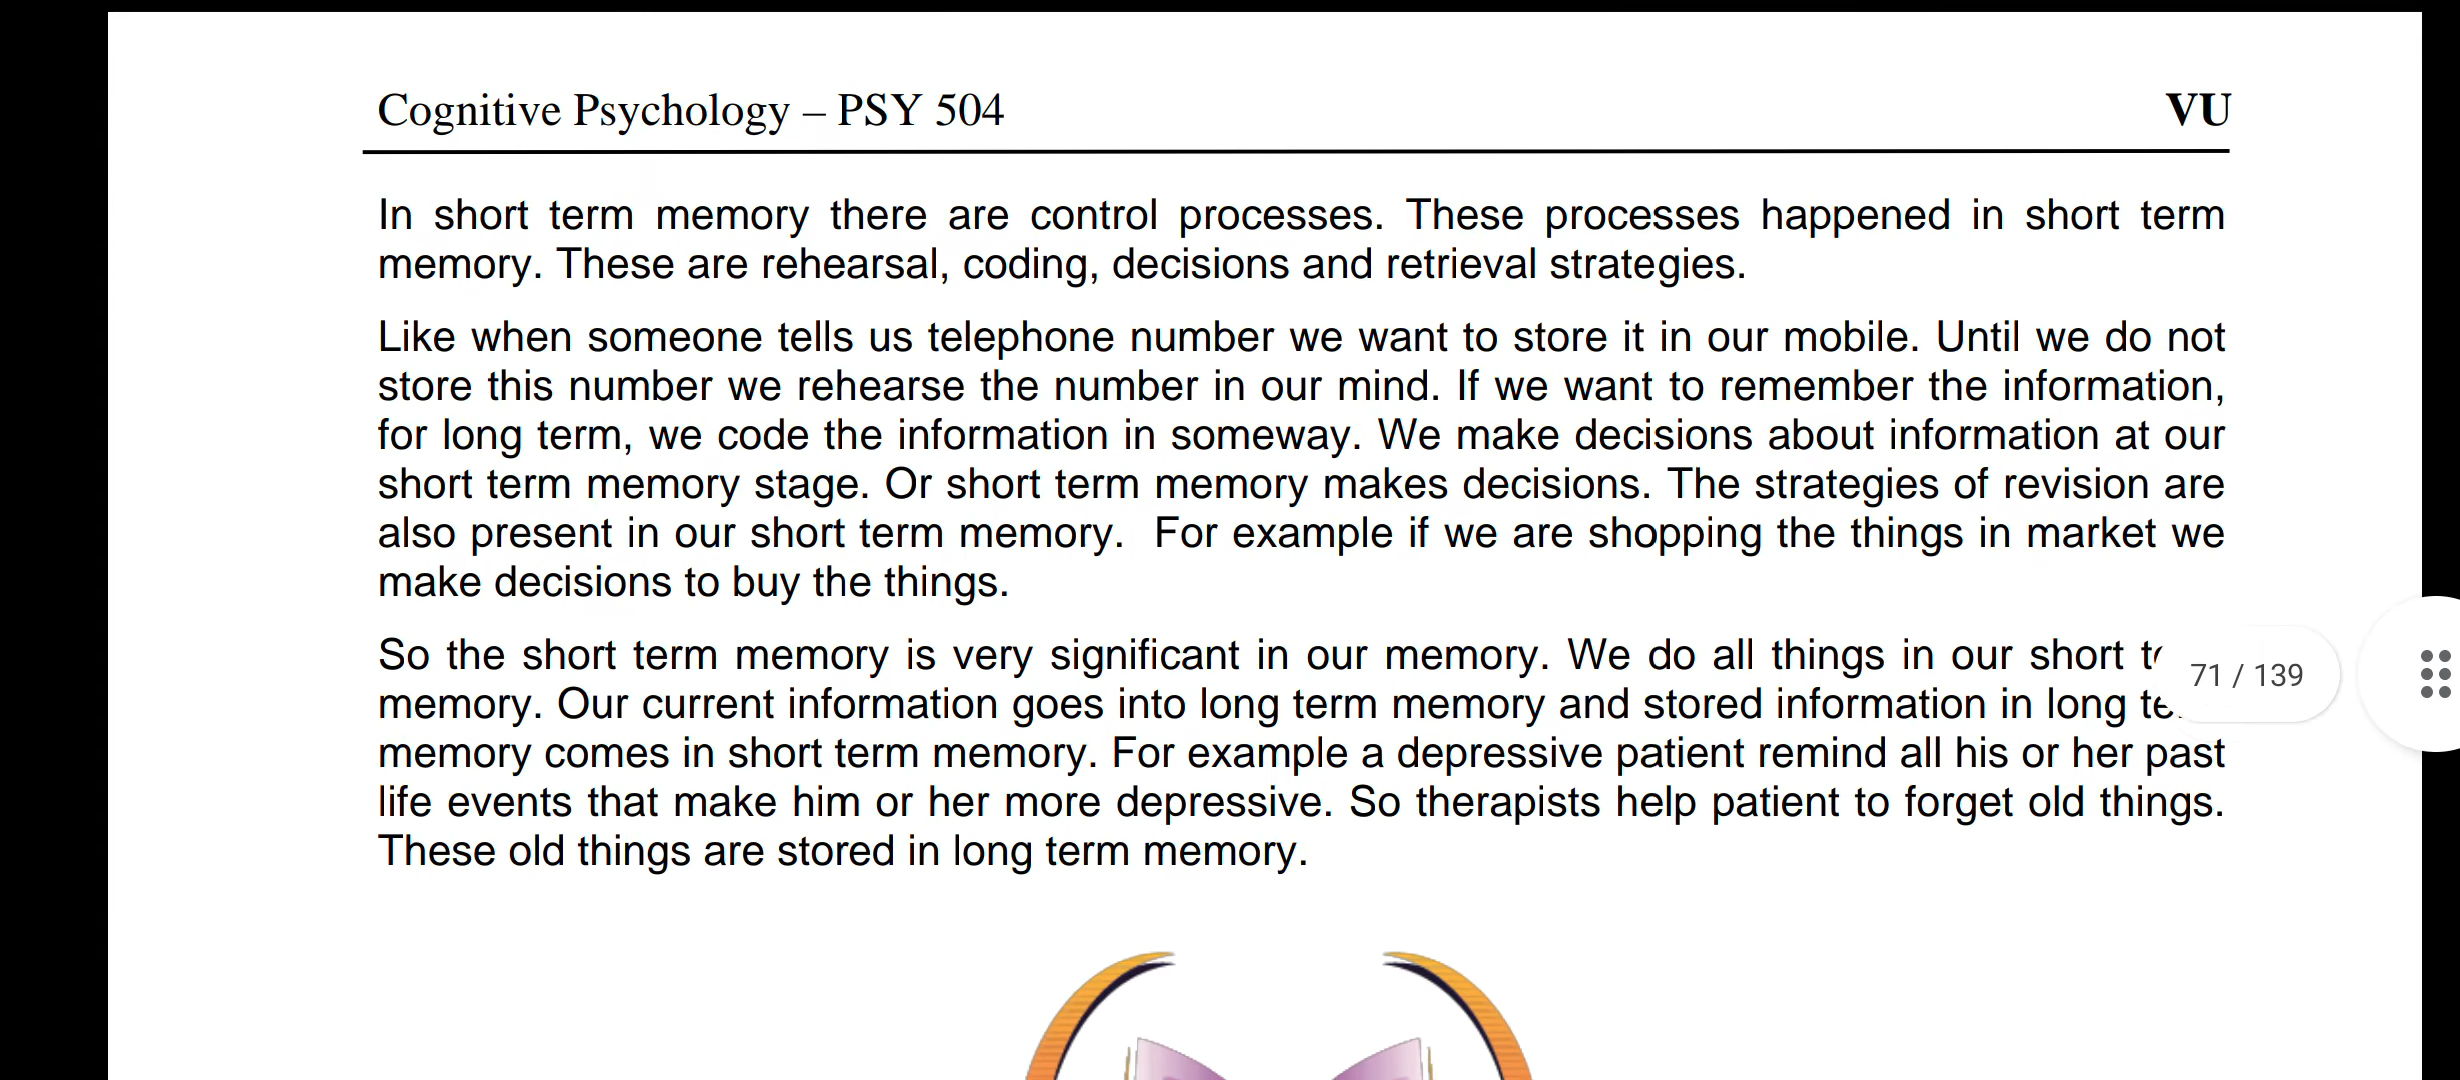 Cognitive Psychology – PSY 504 VU
In short term memory there are control processes. These processes happened in short term
memory. These are rehearsal, coding, decisions and retrieval strategies.
Like when someone tells us telephone number we want to store it in our mobile. Until we do not
store this number we rehearse the number in our mind. If we want to remember the information,
for long term, we code the information in someway. We make decisions about information at our
short term memory stage. Or short term memory makes decisions. The strategies of revision are
also present in our short term memory.  For example if we are shopping the things in market we
make decisions to buy the things.
So the short term memory is very significant in our memory. We do all things in our short
memory. Our current information goes into long term memory and stored information in long
memory comes in short term memory. For example a depressive patient remind all his or her past
life events that make him or her more depressive. So therapists help patient to forget old things.
These old things are stored in long term memory.
71 / 139